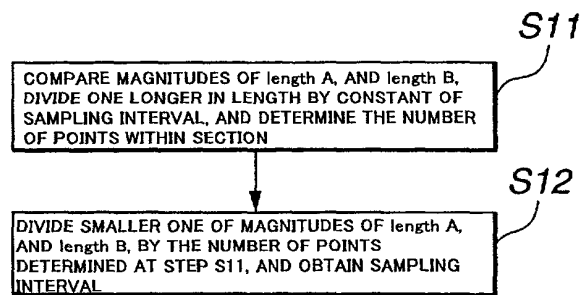 S11
COMPARE MAGNITUDES OF length A, AND length B,
DIVIDE ONE LONGER IN LENGTH BY CONSTANT OF
SAMPLING INTERVAL, AND DETERMINE THE NUMBER
OF POINTS WITHIN SECTION
S12
DIVIDE SMALLER ONE OF MAGNITUDES OF length A,
AND length B, BY THE NUMBER OF POINTS
DETERMINED AT STEP S11, AND OBTAIN SAMPLING
INTERVAL